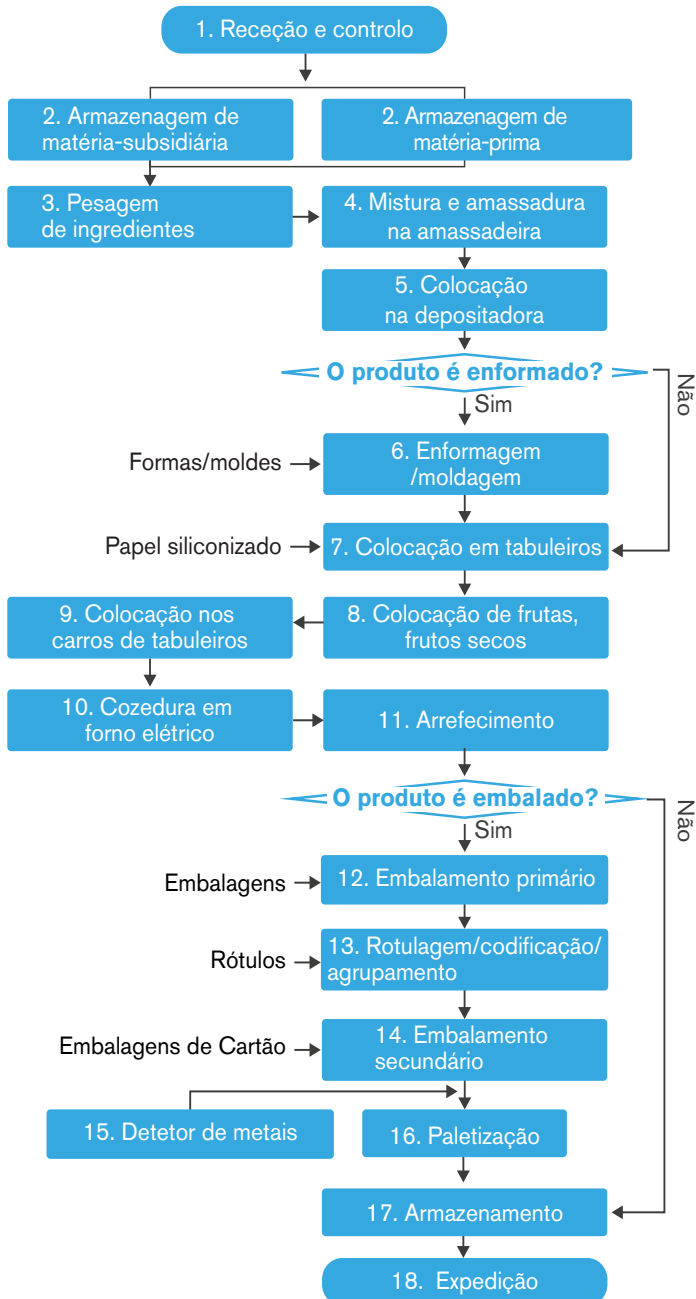 1. Receção e controlo
2. Armazenagem de
matéria-subsidiária
2. Armazenagem de
matéria-prima
3. Pesagem
de ingredientes
4. Mistura e amassadura
na amassadeira
5. Colocação
na depositadora
O produto é enformado?
Não
Sim
Formas/moldes
6. Enformagem
/moldagem
Papel siliconizado
7. Colocação em tabuleiros
9. Colocação nos
carros de tabuleiros
8. Colocação de frutas,
frutos secos
10. Cozedura em
forno elétrico
11. Arrefecimento
O produto é embalado?
Não
Sim
Embalagens
12. Embalamento primário
Rótulos
13. Rotulagem/codificação/
agrupamento
Embalagens de Cartão
14. Embalamento
secundário
15. Detetor de metais
16. Paletização
17. Armazenamento
18. Expedição